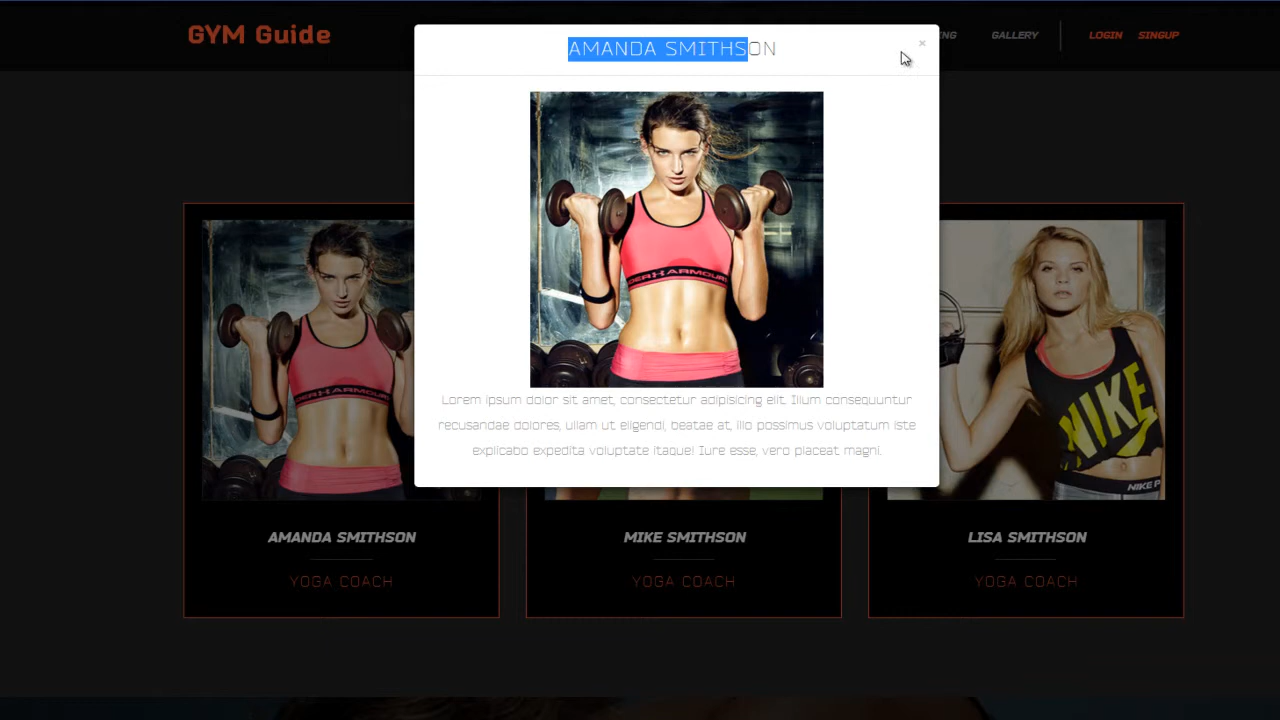 GYM Guide
GALLERY
LOGIN
SINGUP
AMANDA SMITHSON
×
Lorem ipsum dolor sit amet, consectetur adipisicing elit. Illum consequuntur
recusandae dolores, ullam ut eligendi, beatae at, illo possimus voluptatum iste
explicabo expedita voluptate itaque! Iure esse, vero placeat magni.
NIKE
NIKE P
AMANDA SMITHSON
YOGA COACH
MIKE SMITHSON
YOGA COACH
LISA SMITHSON
YOGA COACH